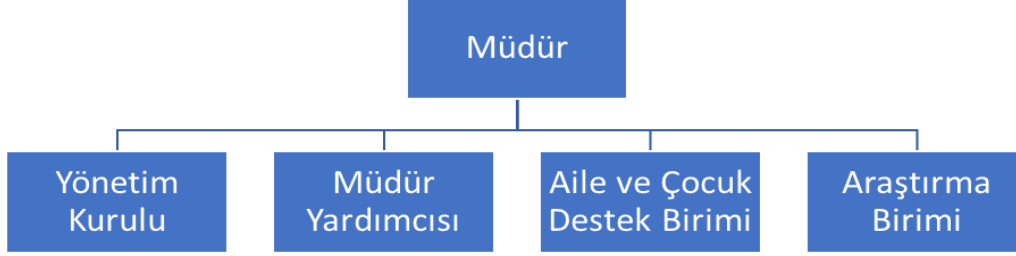 Müdür
Yönetim
Kurulu
Müdür
Yardımcısı
Aile ve Çocuk
Destek Birimi
Araştırma
Birimi